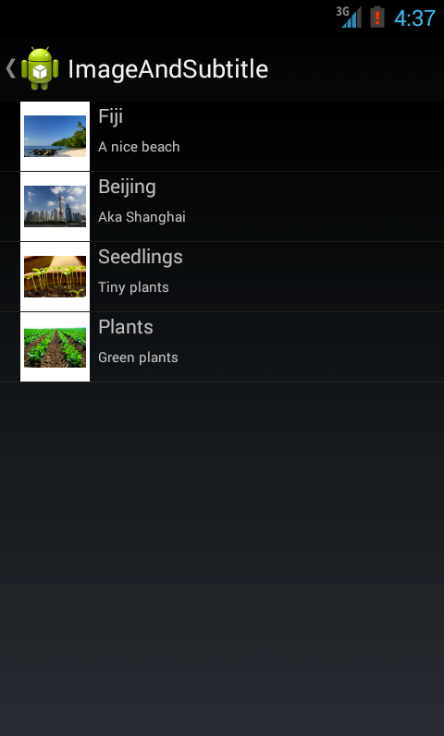 3G
4:37
ImageAndSubtitle
Fiji
A nice beach
Beijing
Aka Shanghai
Seedlings
Tiny plants
Plants
Green plants